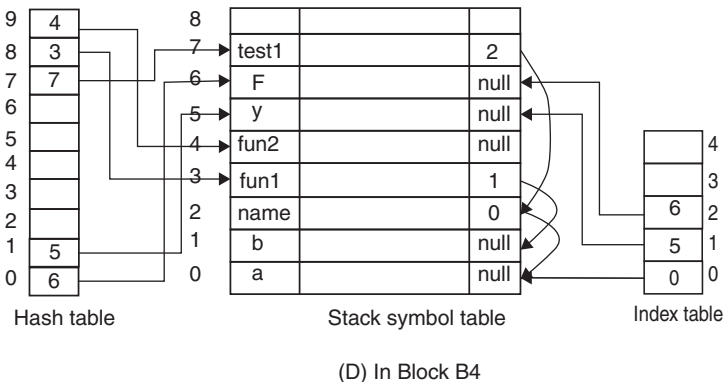 9 4 8
8 3 7 test1 2
7 7 6 F null
6 5 y null
5 4 fun2 null 4
4 3 fun1 1 3
3 2 name 0 6 2
2 1 b null 5 1
1 5 0 a null 0 0
0 6
Hash table Stack symbol table Index table
(D) In Block B4